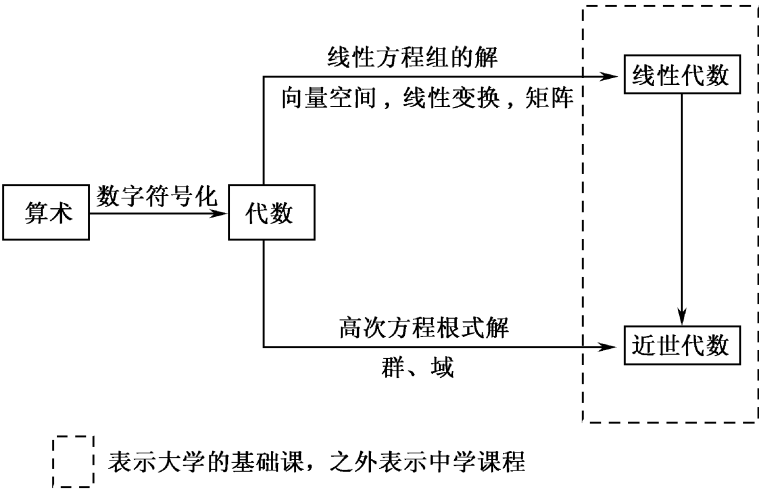 线性方程组的解
线性代数
向量空间，线性变换，矩阵
数字符号化
算术
代数
高次方程根式解
近世代数
群、域
表示大学的基础课，之外表示中学课程